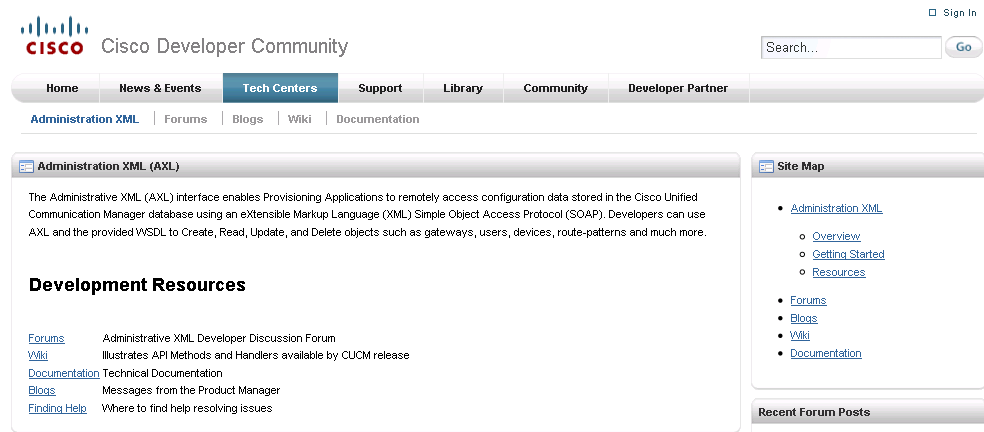 Sign In
CISCO
Cisco Developer Community
Search...
Go
Home
News & Events
Tech Centers
Support
Library
Community
Developer Partner
Administration XML
Forums
Blogs
Wiki
Documentation
Administration XML (AXL)
The Administrative XML (AXL) interface enables Provisioning Applications to remotely access configuration data stored in the Cisco Unified
Communication Manager database using an eXtensible Markup Language (XML) Simple Object Access Protocol (SOAP). Developers can use
AXL and the provided WSDL to Create, Read, Update, and Delete objects such as gateways, users, devices, route-patterns and much more.
Development Resources
Forums Administrative XML Developer Discussion Forum
Wiki Illustrates API Methods and Handlers available by CUCM release
Documentation Technical Documentation
Blogs Messages from the Product Manager
Finding Help Where to find help resolving issues
Site Map
Administration XML
Overview
Getting Started
Resources
Forums
Blogs
Wiki
Documentation
Recent Forum Posts